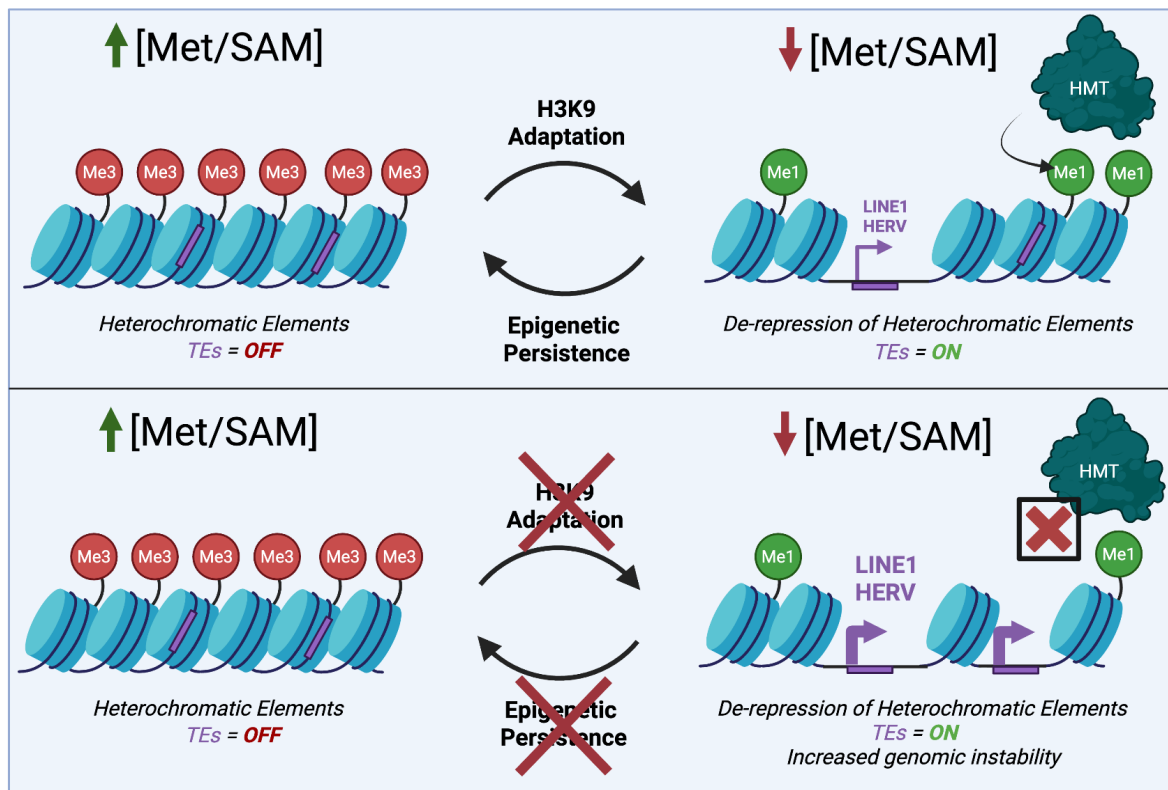 [Met/SAM]
[Met/SAM]
HMT
H3K9
Adaptation
Me3 Me3 Me3 Me3 Me3 Me3
Me1
Me1 Me1
LINE1
HERV
Epigenetic
Persistence
Heterochromatic Elements
TEs = OFF
De-repression of Heterochromatic Elements
TEs = ON
[Met/SAM]
[Met/SAM]
HMT
H3K9
Adaptation
Me3 Me3 Me3 Me3 Me3 Me3
Me1
Me1
LINE1
HERV
Epigenetic
Persistence
Heterochromatic Elements
TEs = OFF
De-repression of Heterochromatic Elements
TEs = ON
Increased genomic instability